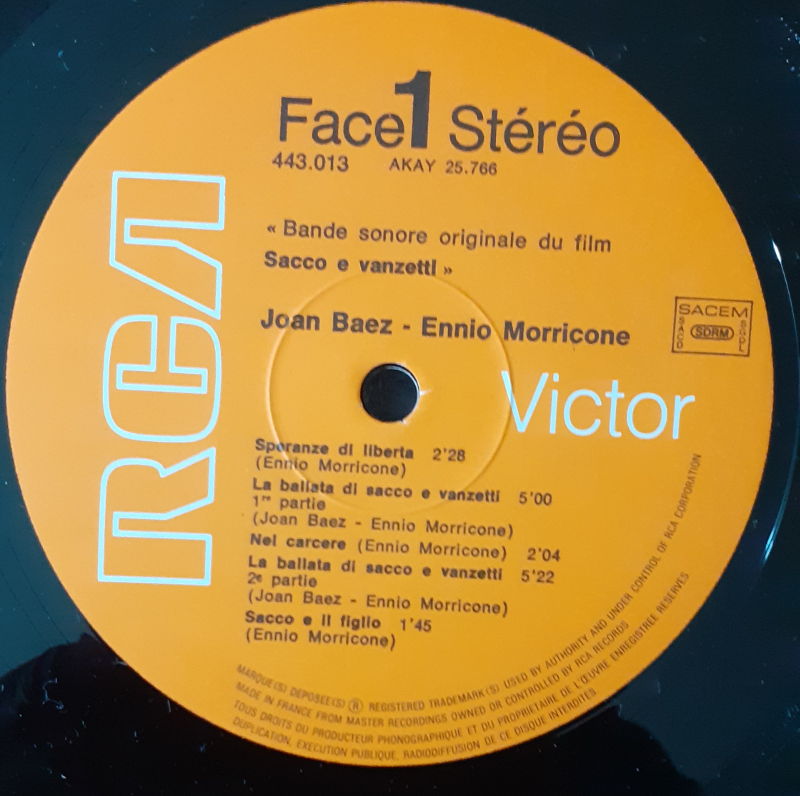 Face 1 Stéréo
443.013 AKAY 25.766
« Bande sonore originale du film
Sacco e vanzetti »
Joan Baez - Ennio Morricone
SACEM
SACD SDRM SGDL
RCA
Victor
Speranze di liberta 2'28
(Ennio Morricone)
La ballata di sacco e vanzetti 5'00
1re partie
(Joan Baez - Ennio Morricone)
Nel carcere (Ennio Morricone) 2'04
La ballata di sacco e vanzetti 5'22
2e partie
(Joan Baez - Ennio Morricone)
Sacco e il figlio 1'45
(Ennio Morricone)
MARQUE(S) DEPOSEE(S) ® REGISTERED TRADEMARK(S) USED BY AUTHORITY AND UNDER CONTROL OF RCA CORPORATION
MADE IN FRANCE FROM MASTER RECORDINGS OWNED OR CONTROLLED BY RCA RECORDS
TOUS DROITS DU PRODUCTEUR PHONOGRAPHIQUE ET DU PROPRIETAIRE DE L'ŒUVRE ENREGISTREE RESERVES
DUPLICATION, EXECUTION PUBLIQUE, RADIODIFFUSION DE CE DISQUE INTERDITES